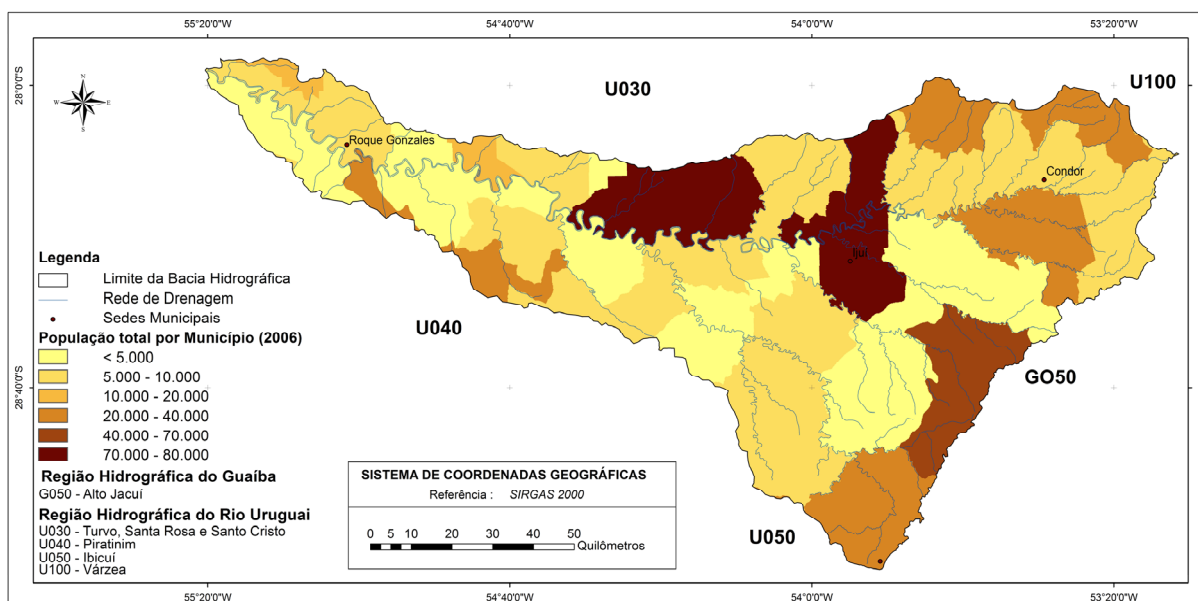 55°20'0"W
54°40'0"W
54°0'0"W
53°20'0"W
28°0'0"S
28°40'0"S
N
W E
S
U030
U100
Roque Gonzales
Condor
Ijuí
U040
GO50
U050
Legenda
Limite da Bacia Hidrográfica
Rede de Drenagem
Sedes Municipais
População total por Município (2006)
< 5.000
5.000 - 10.000
10.000 - 20.000
20.000 - 40.000
40.000 - 70.000
70.000 - 80.000
Região Hidrográfica do Guaíba
G050 - Alto Jacuí
Região Hidrográfica do Rio Uruguai
U030 - Turvo, Santa Rosa e Santo Cristo
U040 - Piratinim
U050 - Ibicuí
U100 - Várzea
SISTEMA DE COORDENADAS GEOGRÁFICAS
Referência : SIRGAS 2000
0 5 10 20 30 40 50
Quilômetros
55°20'0"W
54°40'0"W
54°0'0"W
53°20'0"W